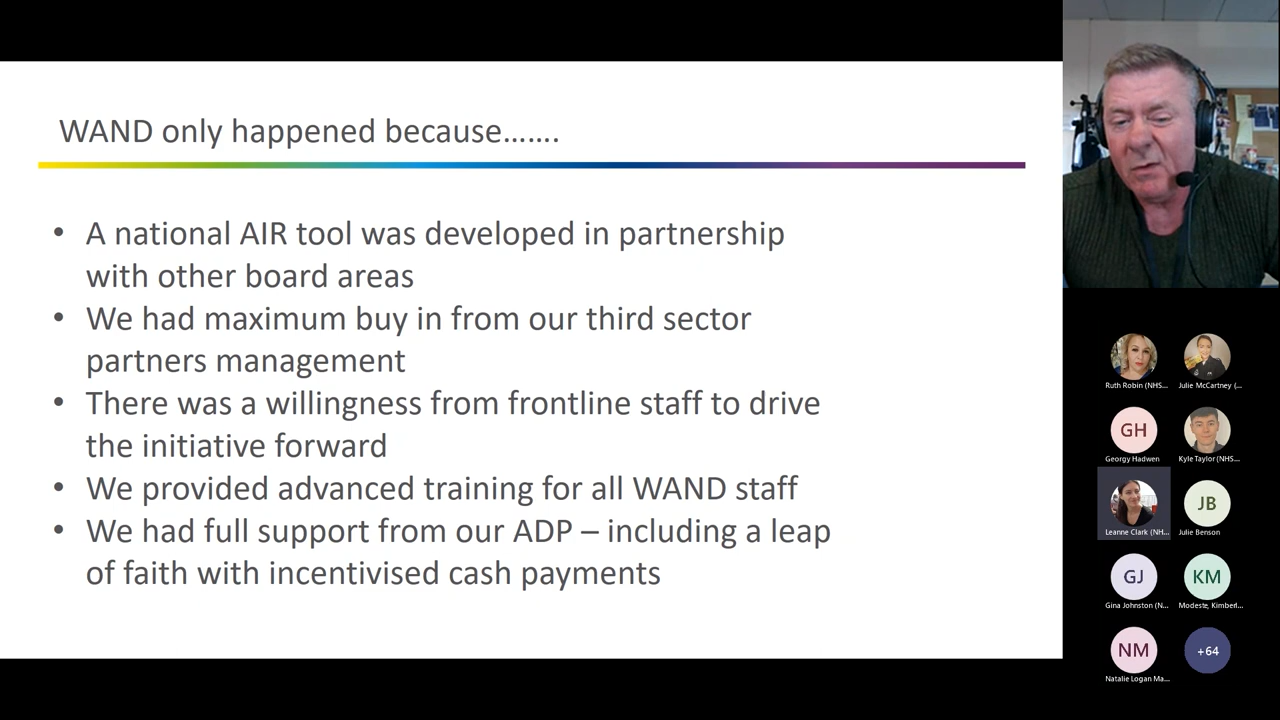 WAND only happened because.......
• A national AIR tool was developed in partnership
with other board areas
• We had maximum buy in from our third sector
partners management
• There was a willingness from frontline staff to drive
the initiative forward
• We provided advanced training for all WAND staff
• We had full support from our ADP – including a leap
of faith with incentivised cash payments
Ruth Robin (NHS...
Julie McCartney (...
GH
Georgy Hadwen
Kyle Taylor (NHS...
Leanne Clark (NH...
JB
Julie Benson
GJ
Gina Johnston (N...
KM
Modeste, Kimberl...
NM
Natalie Logan Ma...
+64